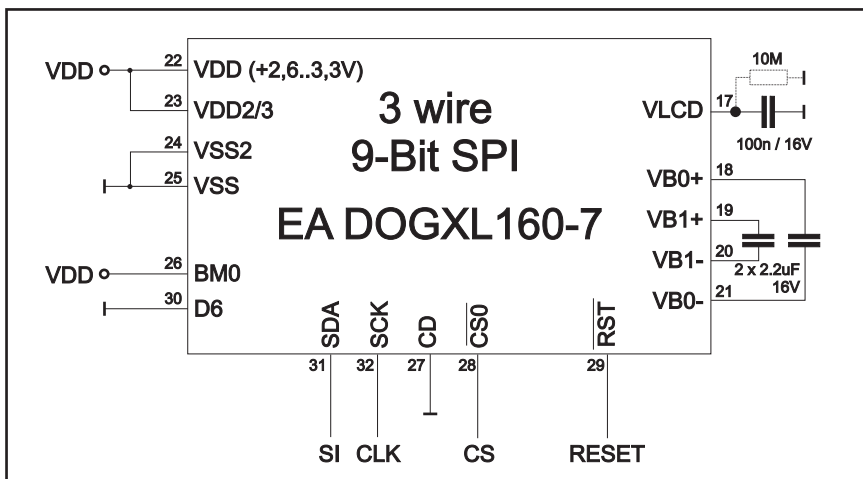 VDD
22
VDD (+2,6..3,3V)
23
VDD2/3
24
VSS2
25
VSS
VDD
26
BM0
30
D6
3 wire
9-Bit SPI
EA DOGXL160-7
10M
17
VLCD
100n / 16V
18
VB0+
19
VB1+
20
VB1-
2 x 2.2uF
16V
21
VB0-
SDA
SCK
CD
CS0
RST
31
32
27
28
29
SI
CLK
CS
RESET